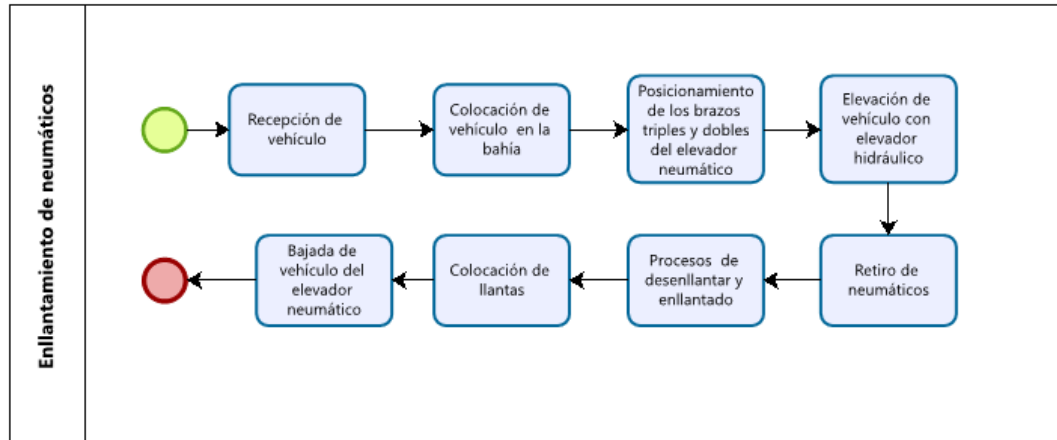 Enllantamiento de neumáticos
Recepción de
vehículo
Colocación de
vehículo en la
bahía
Posicionamiento
de los brazos
triples y dobles
del elevador
neumático
Elevación de
vehículo con
elevador
hidráulico
Bajada de
vehículo del
elevador
neumático
Colocación de
llantas
Procesos de
desenllantar y
enllantado
Retiro de
neumáticos